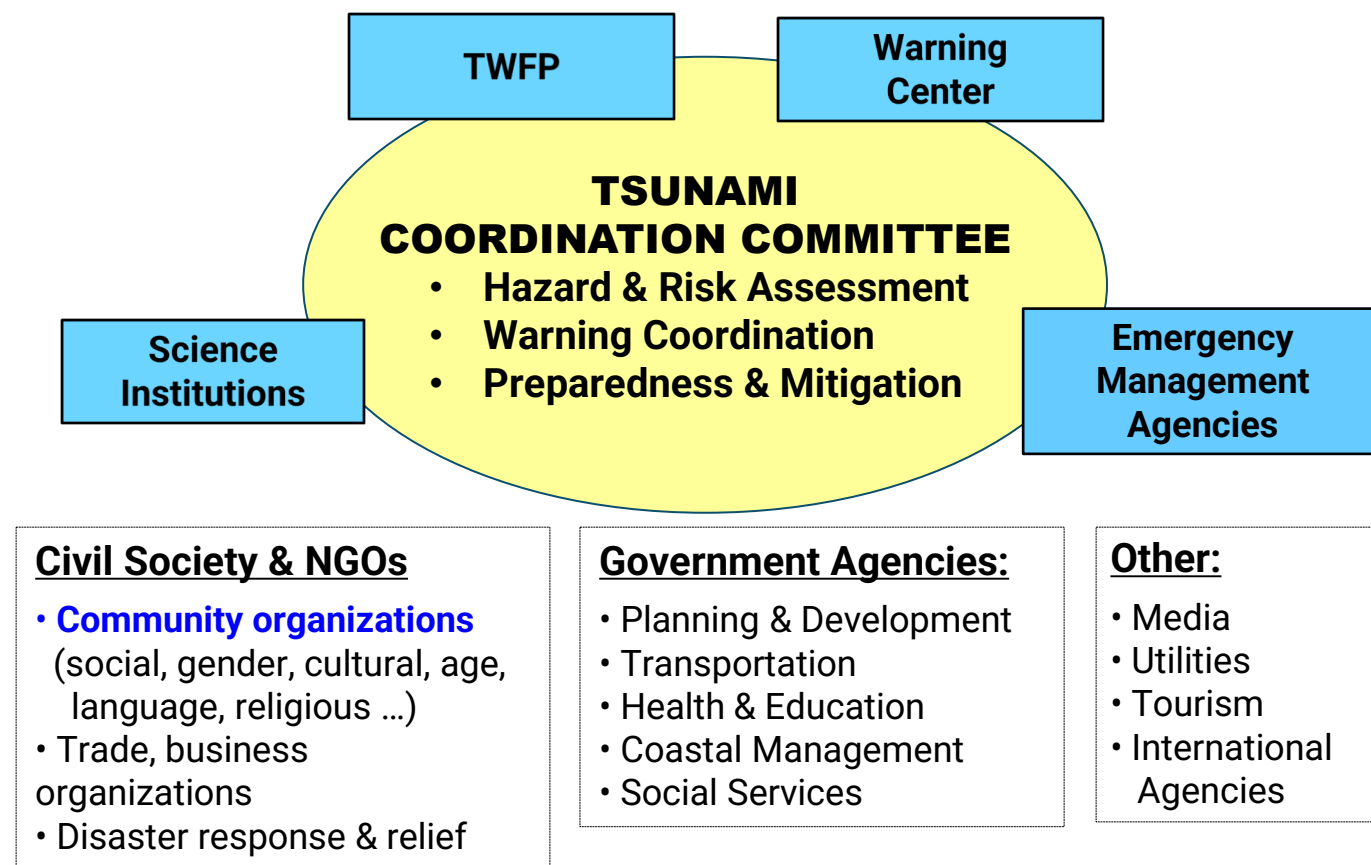 TWFP
Warning
Center
TSUNAMI
COORDINATION COMMITTEE
• Hazard & Risk Assessment
• Warning Coordination
• Preparedness & Mitigation
Science
Institutions
Emergency
Management
Agencies
Civil Society & NGOs
• Community organizations
(social, gender, cultural, age,
language, religious ...)
• Trade, business
organizations
• Disaster response & relief
Government Agencies:
• Planning & Development
• Transportation
• Health & Education
• Coastal Management
• Social Services
Other:
• Media
• Utilities
• Tourism
• International
Agencies